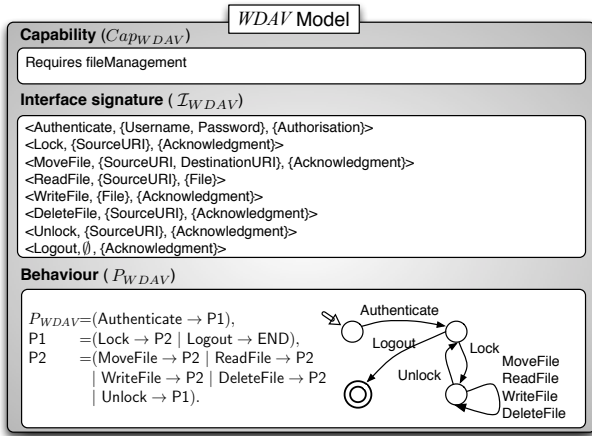 WDAV Model
Capability (Cap_WDAV)
Requires fileManagement
Interface signature ( I_WDAV)
<Authenticate, {Username, Password}, {Authorisation}>
<Lock, {SourceURI}, {Acknowledgment}>
<MoveFile, {SourceURI, DestinationURI}, {Acknowledgment}>
<ReadFile, {SourceURI}, {File}>
<WriteFile, {File}, {Acknowledgment}>
<DeleteFile, {SourceURI}, {Acknowledgment}>
<Unlock, {SourceURI}, {Acknowledgment}>
<Logout,∅ , {Acknowledgment}>
Behaviour ( P_WDAV)
P_WDAV=(Authenticate → P1),
P1 =(Lock → P2 | Logout → END),
P2 =(MoveFile → P2 | ReadFile → P2
| WriteFile → P2 | DeleteFile → P2
| Unlock → P1).
Authenticate
Logout
Lock
Unlock
MoveFile
ReadFile
WriteFile
DeleteFile